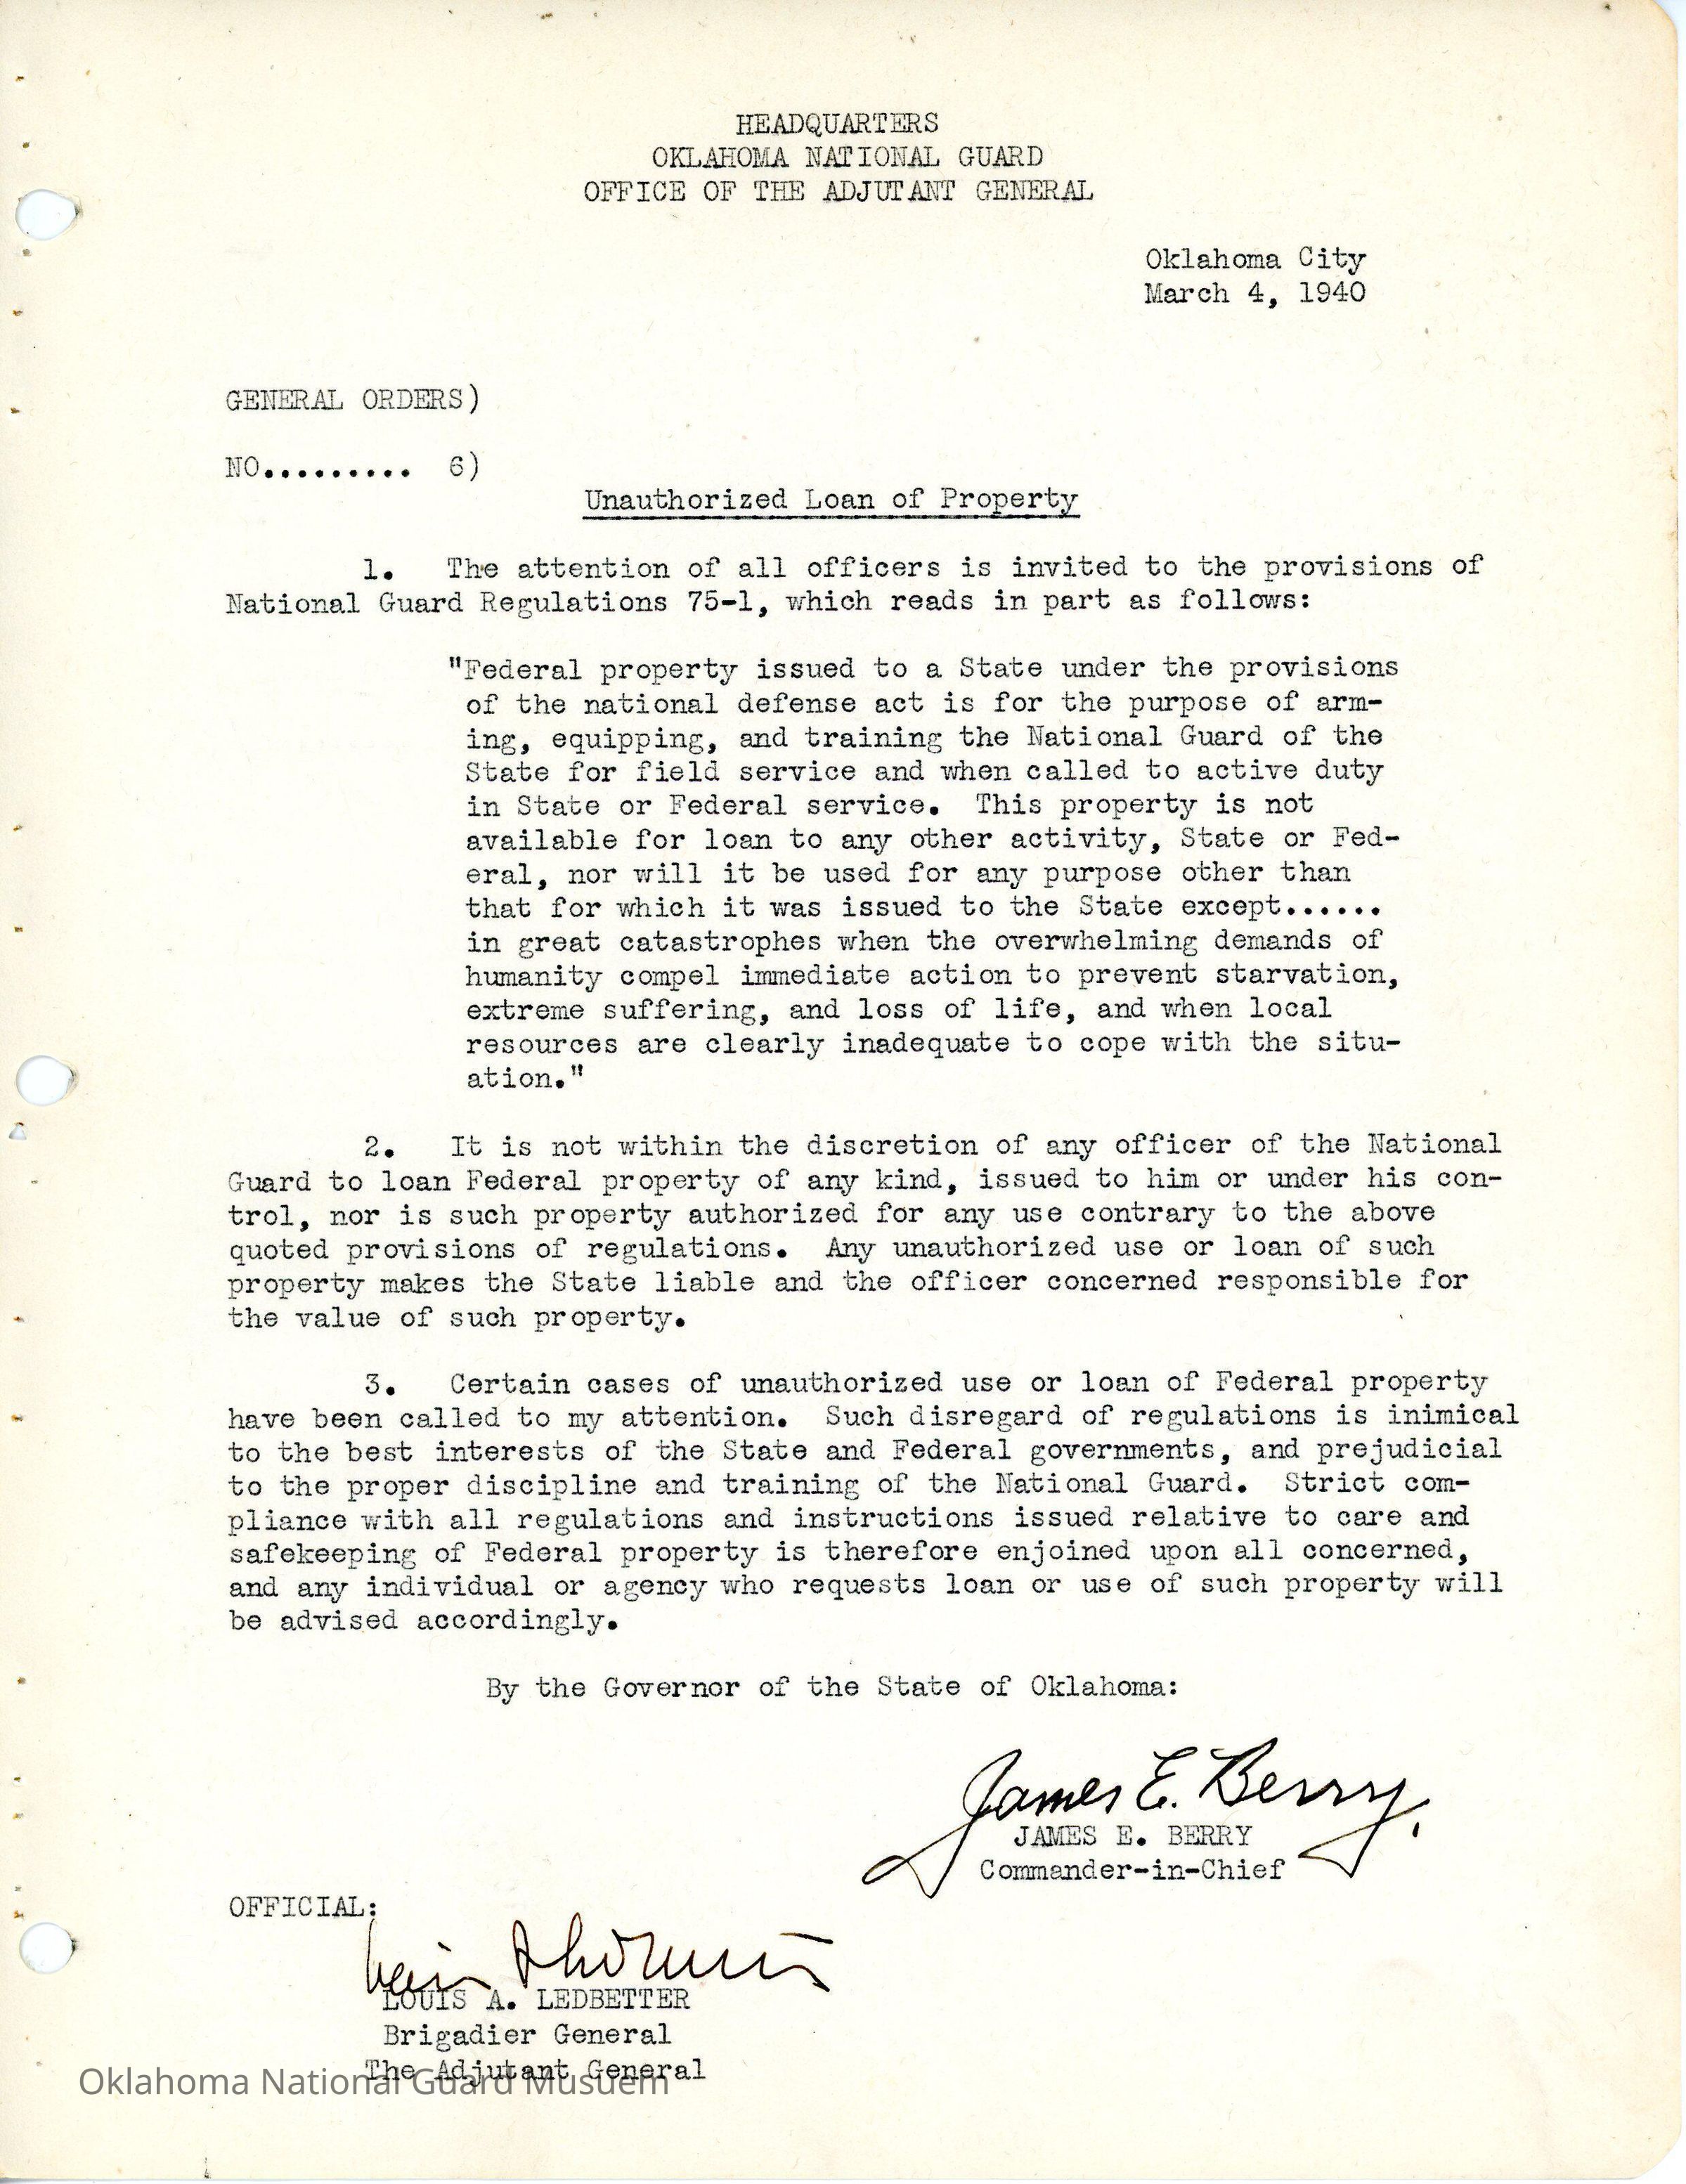 HEADQUARTERS
OKLAHOMA NATIONAL GUARD
OFFICE OF THE ADJUTANT GENERAL
Oklahoma City
March 4, 1940
GENERAL ORDERS)
NO......... 6)
Unauthorized Loan of Property
1. The attention of all officers is invited to the provisions of
National Guard Regulations 75-1, which reads in part as follows:
"Federal property issued to a State under the provisions
of the national defense act is for the purpose of arm-
ing, equipping, and training the National Guard of the
State for field service and when called to active duty
in State or Federal service. This property is not
available for loan to any other activity, State or Fed-
eral, nor will it be used for any purpose other than
that for which it was issued to the State except......
in great catastrophes when the overwhelming demands of
humanity compel immediate action to prevent starvation,
extreme suffering, and loss of life, and when local
resources are clearly inadequate to cope with the situ-
ation."
2. It is not within the discretion of any officer of the National
Guard to loan Federal property of any kind, issued to him or under his con-
trol, nor is such property authorized for any use contrary to the above
quoted provisions of regulations. Any unauthorized use or loan of such
property makes the State liable and the officer concerned responsible for
the value of such property.
3. Certain cases of unauthorized use or loan of Federal property
have been called to my attention. Such disregard of regulations is inimical
to the best interests of the State and Federal governments, and prejudicial
to the proper discipline and training of the National Guard. Strict com-
pliance with all regulations and instructions issued relative to care and
safekeeping of Federal property is therefore enjoined upon all concerned,
and any individual or agency who requests loan or use of such property will
be advised accordingly.
By the Governor of the State of Oklahoma:
James E. Berry.
JAMES E. BERRY
Commander-in-Chief
OFFICIAL:
LOUIS A. LEDBETTER
Brigadier General
The Adjutant General
Oklahoma National Guard Musuem